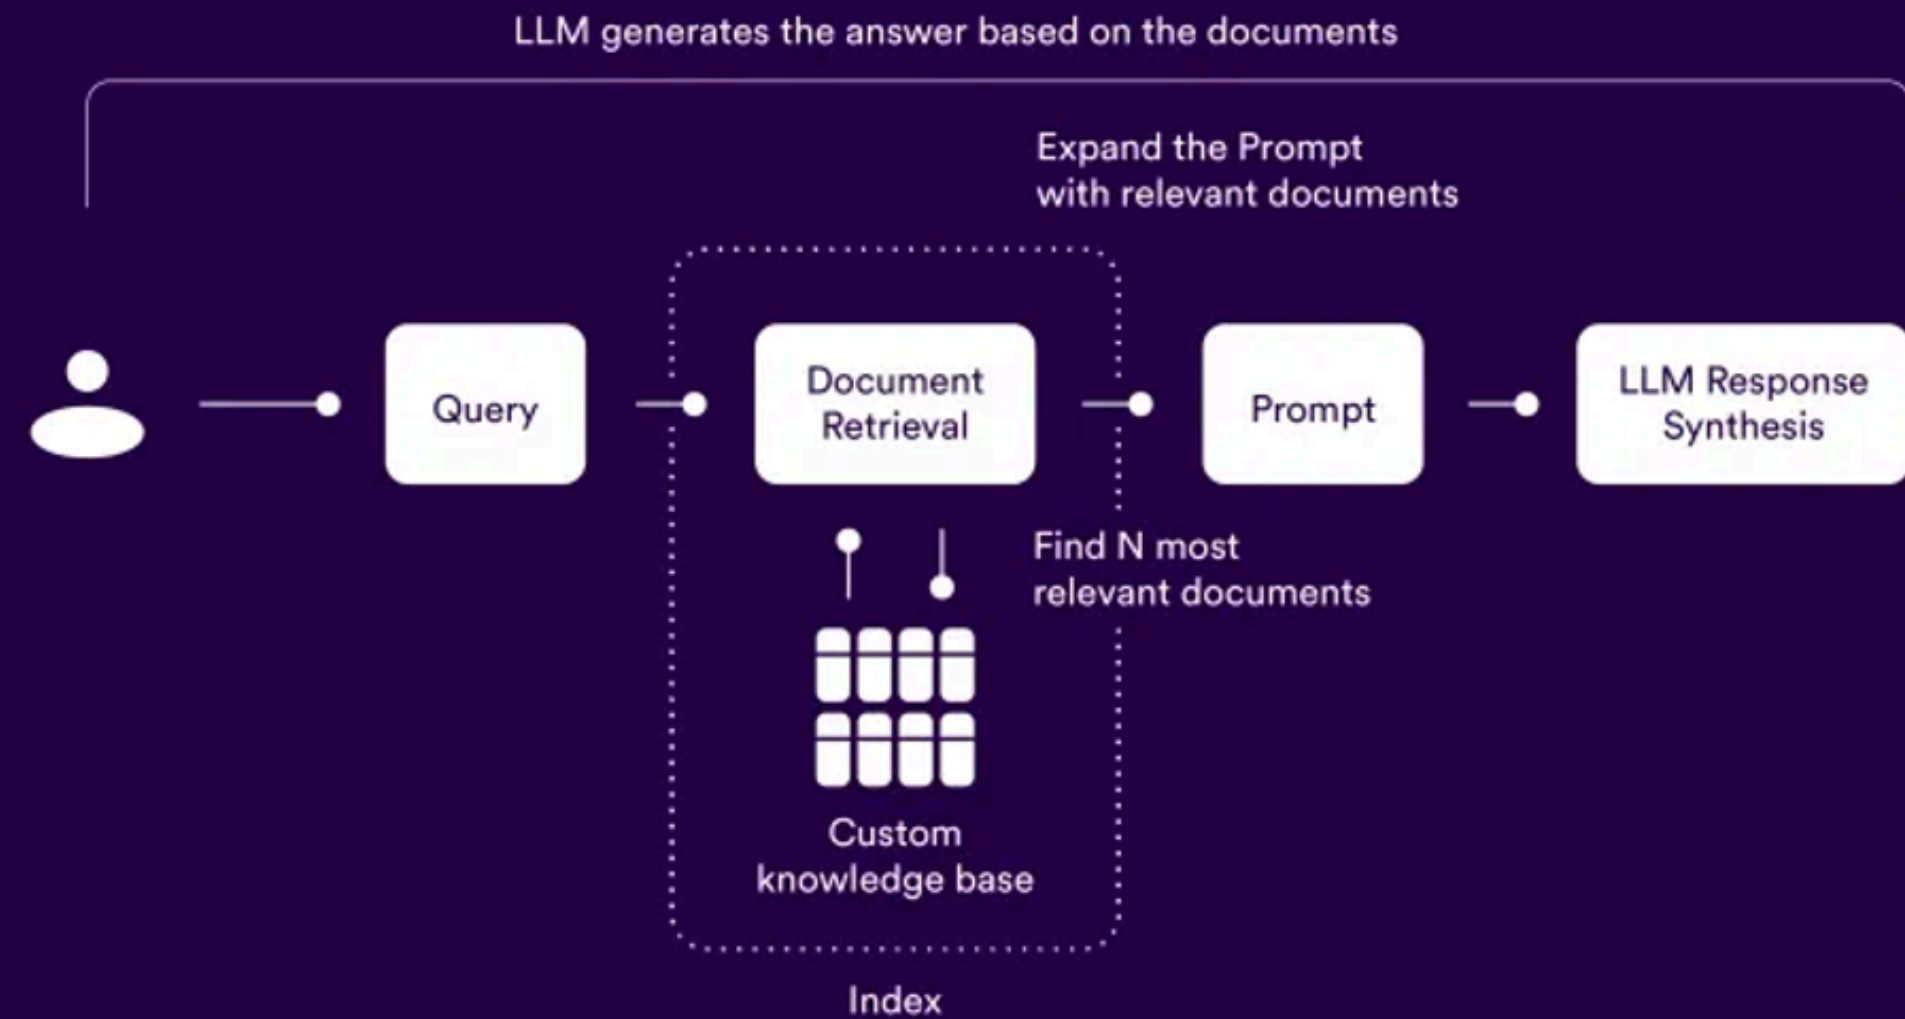 LLM generates the answer based on the documents
Expand the Prompt
with relevant documents
Query
Document
Retrieval
Prompt
LLM Response
Synthesis
Find N most
relevant documents
Custom
knowledge base
Index